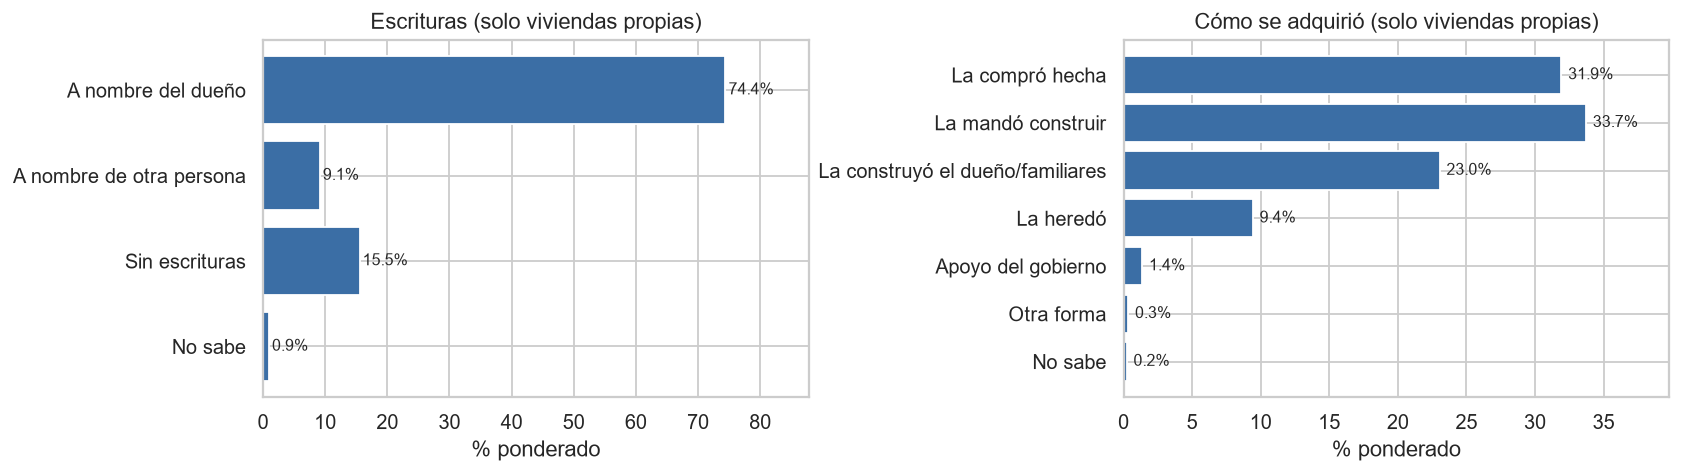 Escrituras (solo viviendas propias)
A nombre del dueño
74.4%
A nombre de otra persona
9.1%
Sin escrituras
15.5%
No sabe
0.9%
0 10 20 30 40 50 60 70 80
% ponderado
Cómo se adquirió (solo viviendas propias)
La compró hecha
31.9%
La mandó construir
33.7%
La construyó el dueño/familiares
23.0%
La heredó
9.4%
Apoyo del gobierno
1.4%
Otra forma
0.3%
No sabe
0.2%
0 5 10 15 20 25 30 35
% ponderado